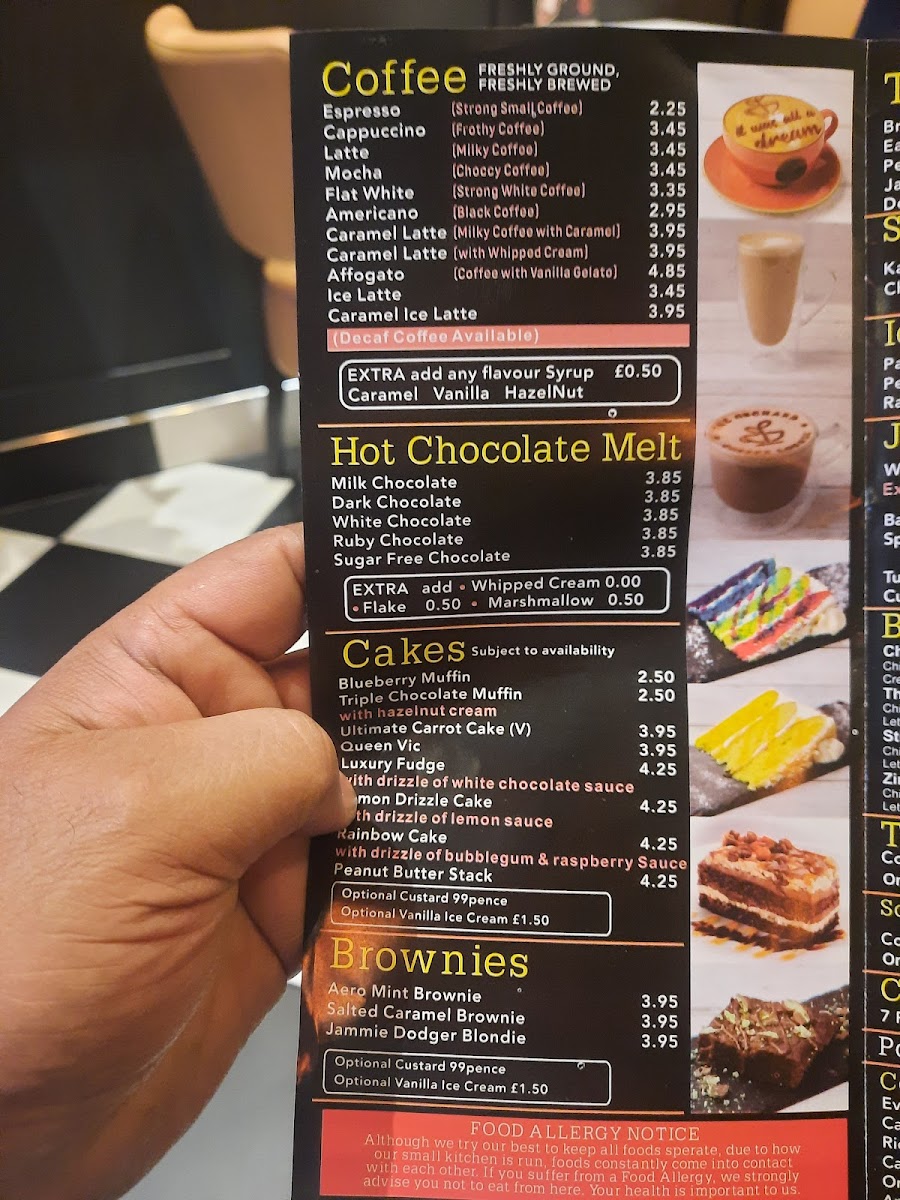 Coffee FRESHLY GROUND,
FRESHLY BREWED
Espresso (Strong Small Coffee) 2.25
Cappuccino (Frothy Coffee) 3.45
Latte (Milky Coffee) 3.45
Mocha (Choccy Coffee) 3.45
Flat White (Strong White Coffee) 3.35
Americano (Black Coffee) 2.95
Caramel Latte (Milky Coffee with Caramel) 3.95
Caramel Latte (with Whipped Cream) 3.95
Affogato (Coffee with Vanilla Gelato) 4.85
Ice Latte 3.45
Caramel Ice Latte 3.95
(Decaf Coffee Available)
EXTRA add any flavour Syrup £0.50
Caramel Vanilla HazelNut
Hot Chocolate Melt
Milk Chocolate 3.85
Dark Chocolate 3.85
White Chocolate 3.85
Ruby Chocolate 3.85
Sugar Free Chocolate 3.85
EXTRA add • Whipped Cream 0.00
• Flake 0.50 • Marshmallow 0.50
Cakes Subject to availability
Blueberry Muffin 2.50
Triple Chocolate Muffin 2.50
with hazelnut cream
Ultimate Carrot Cake (V) 3.95
Queen Vic 3.95
Luxury Fudge 4.25
with drizzle of white chocolate sauce
Lemon Drizzle Cake 4.25
with drizzle of lemon sauce
Rainbow Cake 4.25
with drizzle of bubblegum & raspberry Sauce
Peanut Butter Stack 4.25
Optional Custard 99pence
Optional Vanilla Ice Cream £1.50
Brownies
Aero Mint Brownie 3.95
Salted Caramel Brownie 3.95
Jammie Dodger Blondie 3.95
Optional Custard 99pence
Optional Vanilla Ice Cream £1.50
FOOD ALLERGY NOTICE
Although we try our best to keep all foods sperate, due to how
our small kitchen is run, foods constantly come into contact
with each other. If you suffer from a Food Allergy, we strongly
advise you not to eat from here. Your health is important to us
it was all a
dream